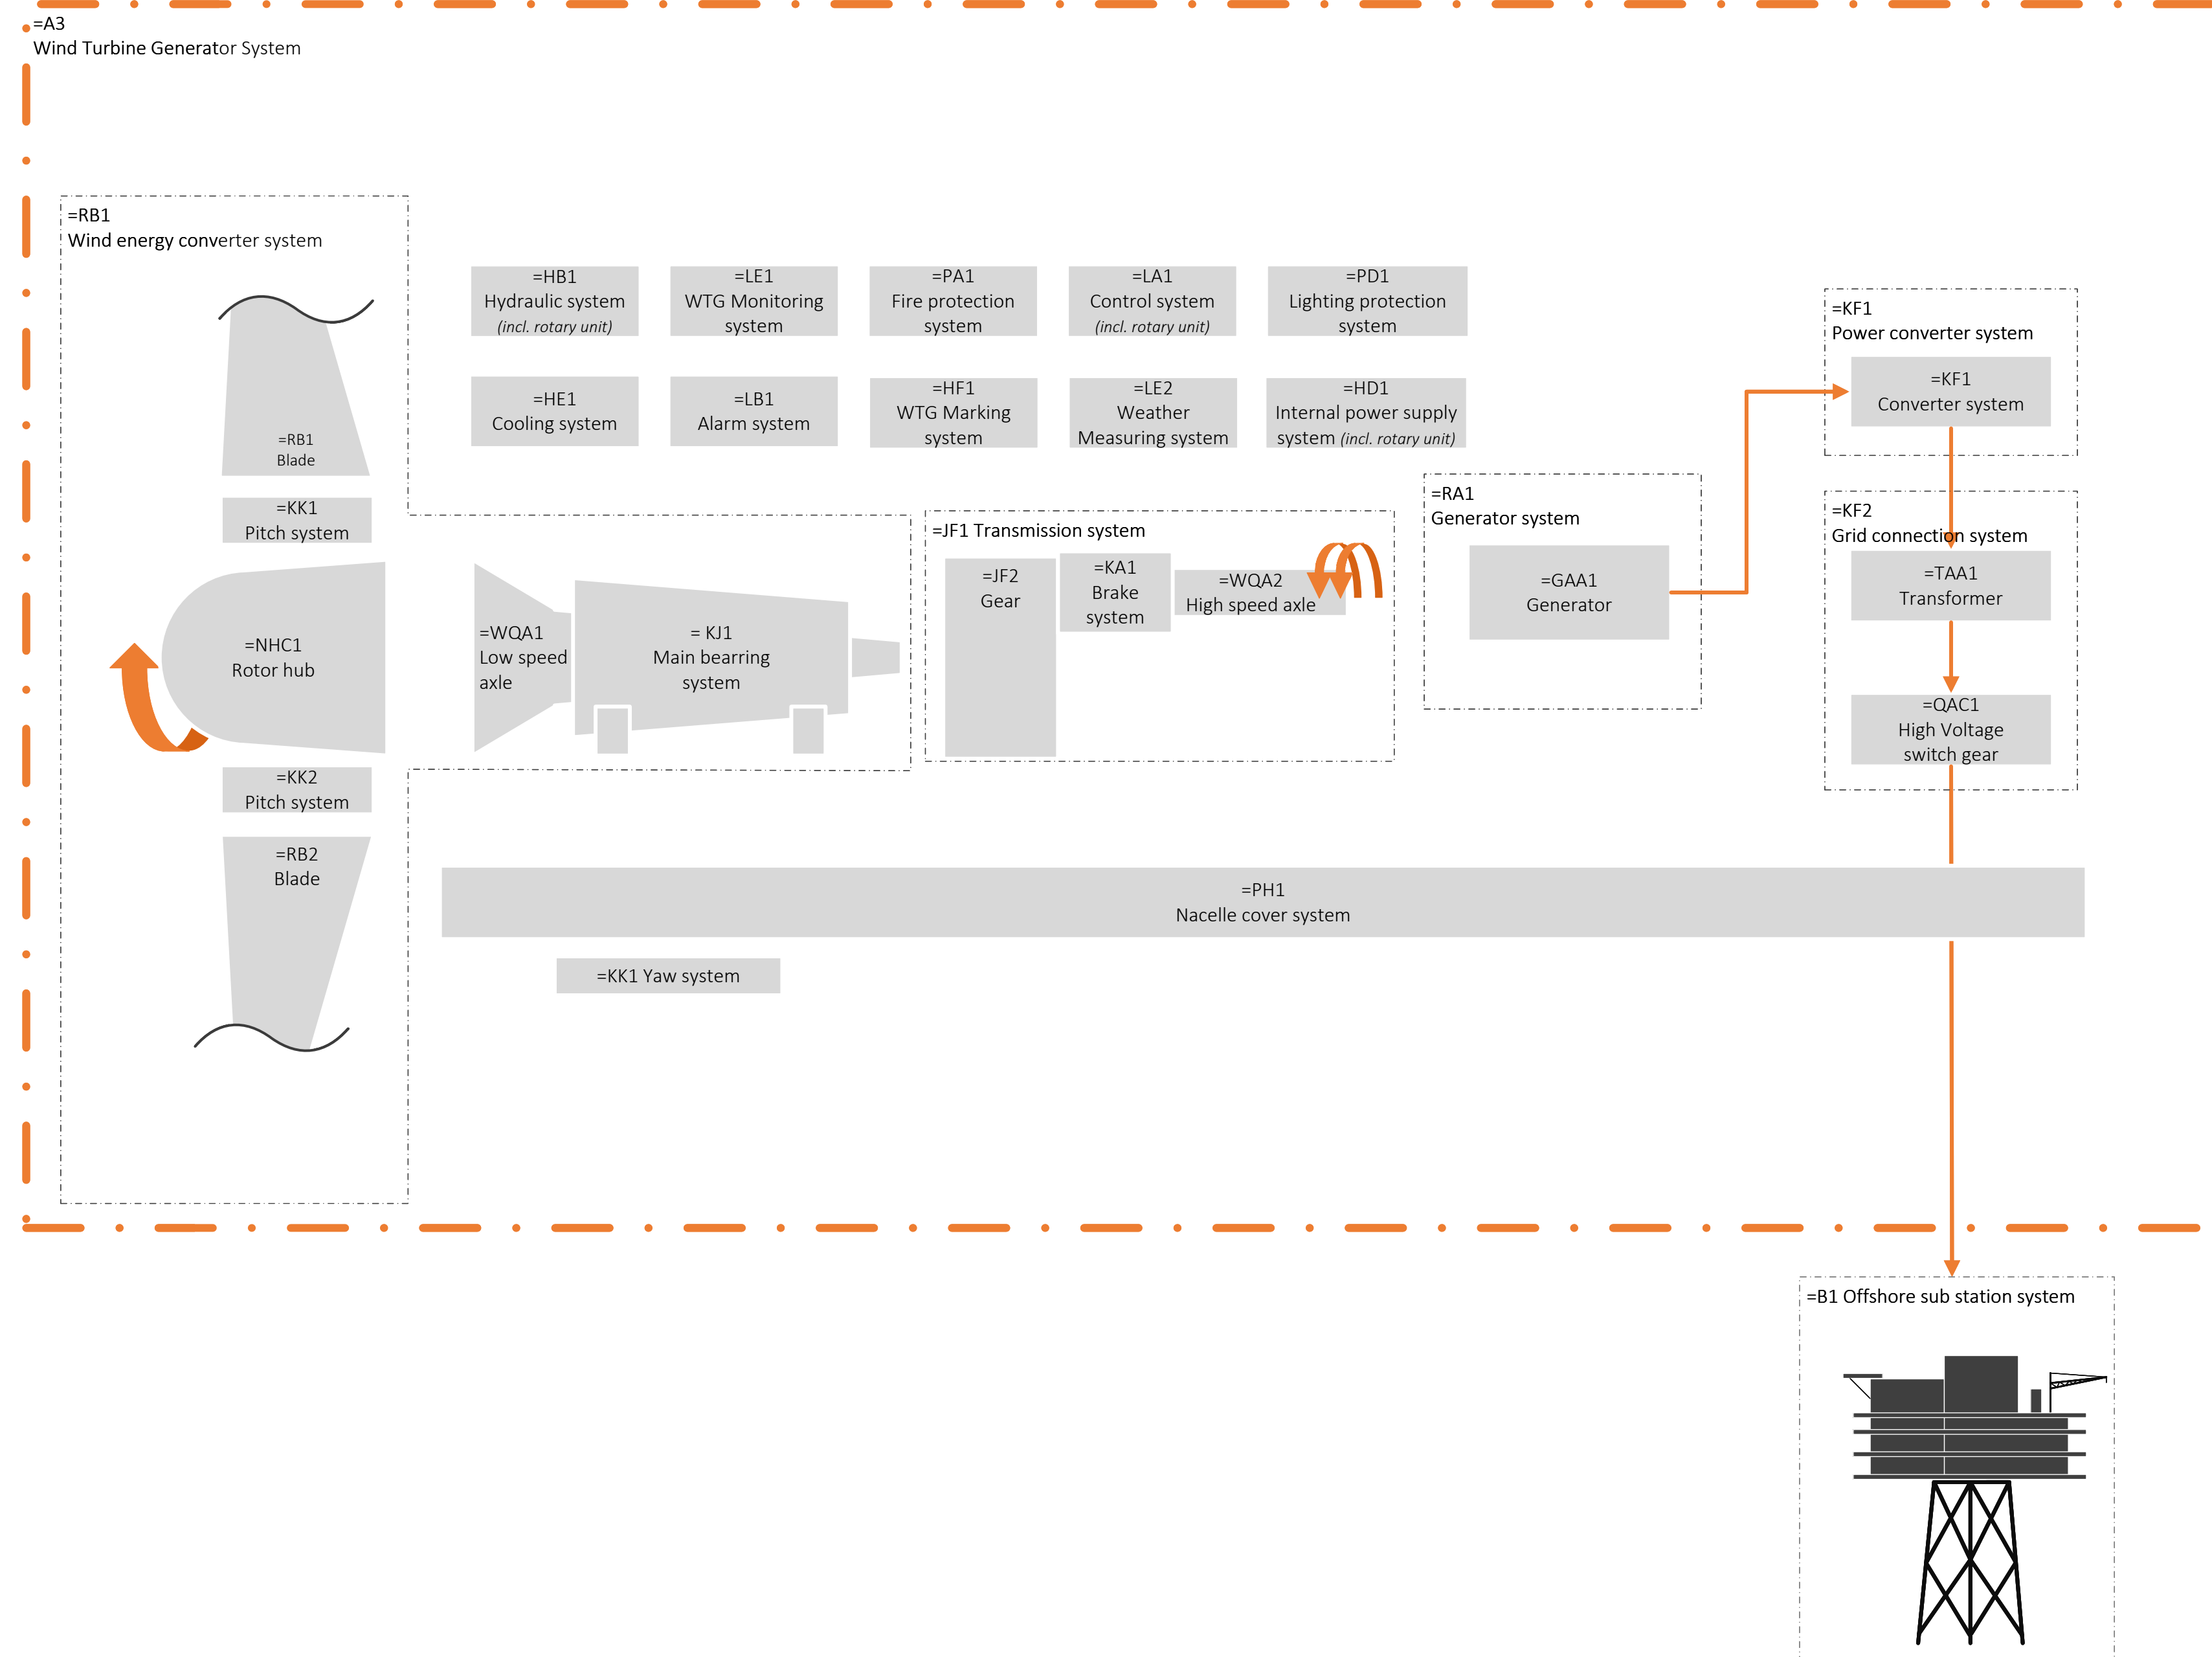 =A3
Wind Turbine Generator System
=RB1
Wind energy converter system
=HB1
Hydraulic system
(incl. rotary unit)
=LE1
WTG Monitoring
system
=PA1
Fire protection
system
=LA1
Control system
(incl. rotary unit)
=PD1
Lighting protection
system
=HE1
Cooling system
=LB1
Alarm system
=HF1
WTG Marking
system
=LE2
Weather
Measuring system
=HD1
Internal power supply
system (incl. rotary unit)
=KF1
Power converter system
=KF1
Converter system
=RB1
Blade
=KK1
Pitch system
=NHC1
Rotor hub
=KK2
Pitch system
=RB2
Blade
=WQA1
Low speed
axle
= KJ1
Main bearring
system
=JF1 Transmission system
=JF2
Gear
=KA1
Brake
system
=WQA2
High speed axle
=RA1
Generator system
=GAA1
Generator
=KF2
Grid connection system
=TAA1
Transformer
=QAC1
High Voltage
switch gear
=PH1
Nacelle cover system
=KK1 Yaw system
=B1 Offshore sub station system